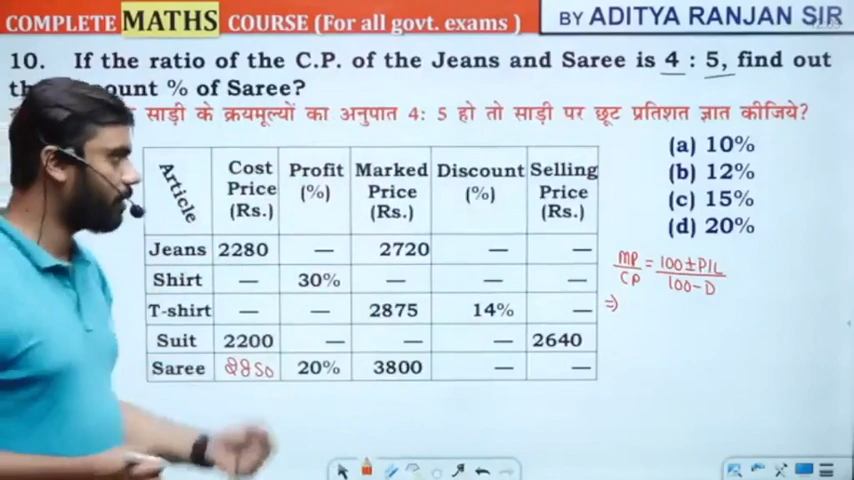 COMPLETE MATHS COURSE (For all govt. exams)
BY ADITYA RANJAN SIR
10. If the ratio of the C.P. of the Jeans and Saree is 4 : 5, find out
ount % of Saree?
साड़ी के क्रयमूल्यों का अनुपात 4: 5 हो तो साड़ी पर छूट प्रतिशत ज्ञात कीजिये?
(a) 10%
(b) 12%
(c) 15%
(d) 20%
Article Cost Price (Rs.) Profit (%) Marked Price (Rs.) Discount (%) Selling Price (Rs.)
Jeans 2280 — 2720 — —
Shirt — 30% — — —
T-shirt — — 2875 14% —
Suit 2200 — — — 2640
Saree 2850 20% 3800 — —
MP/CP = 100±P/L / 100-D
⇒